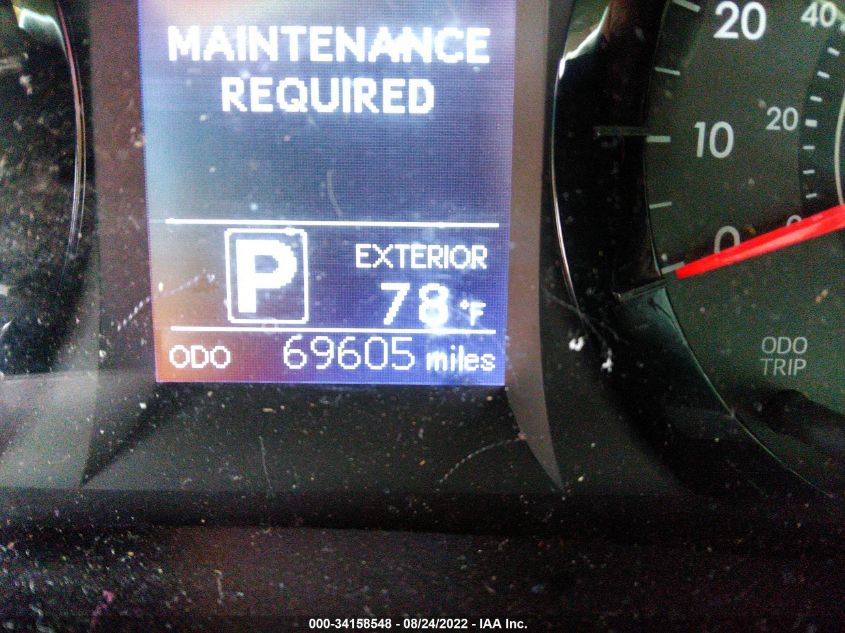 MAINTENANCE
REQUIRED
P
EXTERIOR
78 °F
ODO 69605 miles
20
10
0
40
20
0
ODO
TRIP
000-34158548 - 08/24/2022 - IAA Inc.